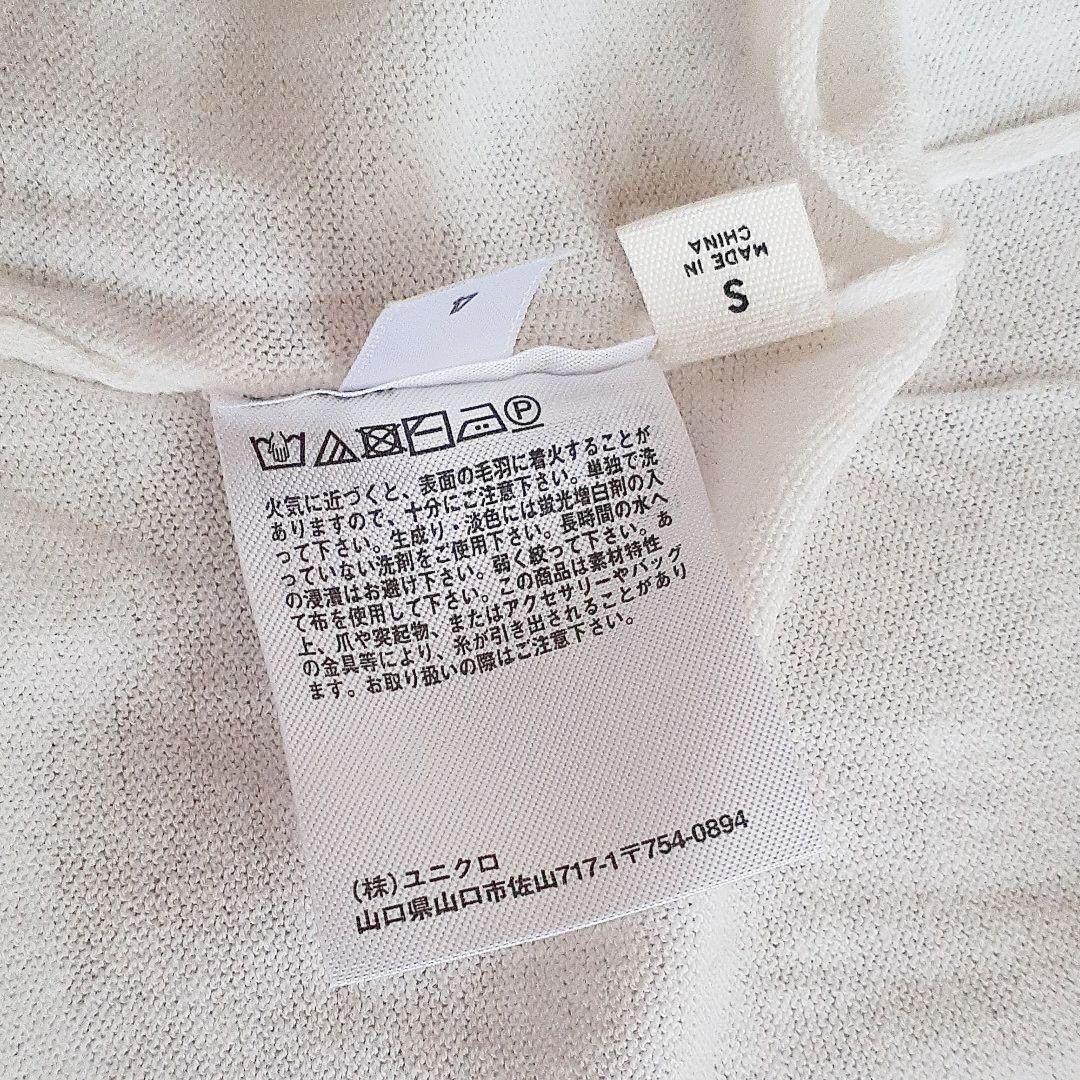 MADE IN
CHINA
S
4
P
火気に近づくと、表面の毛羽に着火することが
ありますので、十分にご注意下さい。単独で洗
って下さい。生成り・淡色には蛍光増白剤の入
っていない洗剤をご使用下さい。長時間の水へ
の浸漬はお避け下さい。弱く絞って下さい。あ
て布を使用して下さい。この商品は素材特性
上、爪や突起物、またはアクセサリーやバッグ
の金具等により、糸が引き出されることがあり
ます。お取り扱いの際はご注意下さい。
(株)ユニクロ
山口県山口市佐山717-1〒754-0894